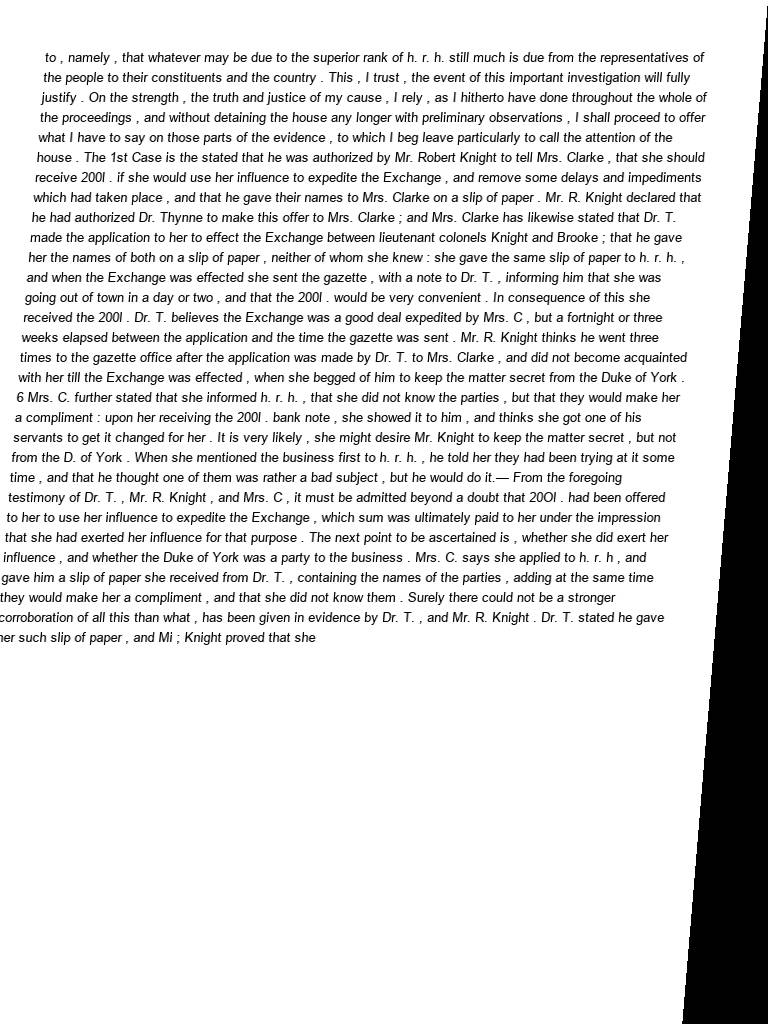 to , namely , that whatever may be due to the superior rank of h. r. h. still much is due from the representatives of
the people to their constituents and the country . This , I trust , the event of this important investigation will fully
justify . On the strength , the truth and justice of my cause , I rely , as I hitherto have done throughout the whole of
the proceedings , and without detaining the house any longer with preliminary observations , I shall proceed to offer
what I have to say on those parts of the evidence , to which I beg leave particularly to call the attention of the
house . The 1st Case is the stated that he was authorized by Mr. Robert Knight to tell Mrs. Clarke , that she should
receive 200l . if she would use her influence to expedite the Exchange , and remove some delays and impediments
which had taken place , and that he gave their names to Mrs. Clarke on a slip of paper . Mr. R. Knight declared that
he had authorized Dr. Thynne to make this offer to Mrs. Clarke ; and Mrs. Clarke has likewise stated that Dr. T.
made the application to her to effect the Exchange between lieutenant colonels Knight and Brooke ; that he gave
her the names of both on a slip of paper , neither of whom she knew : she gave the same slip of paper to h. r. h. ,
and when the Exchange was effected she sent the gazette , with a note to Dr. T. , informing him that she was
going out of town in a day or two , and that the 200l . would be very convenient . In consequence of this she
received the 200l . Dr. T. believes the Exchange was a good deal expedited by Mrs. C , but a fortnight or three
weeks elapsed between the application and the time the gazette was sent . Mr. R. Knight thinks he went three
times to the gazette office after the application was made by Dr. T. to Mrs. Clarke , and did not become acquainted
with her till the Exchange was effected , when she begged of him to keep the matter secret from the Duke of York .
6 Mrs. C. further stated that she informed h. r. h. , that she did not know the parties , but that they would make her
a compliment : upon her receiving the 200l . bank note , she showed it to him , and thinks she got one of his
servants to get it changed for her . It is very likely , she might desire Mr. Knight to keep the matter secret , but not
from the D. of York . When she mentioned the business first to h. r. h. , he told her they had been trying at it some
time , and that he thought one of them was rather a bad subject , but he would do it.— From the foregoing
testimony of Dr. T. , Mr. R. Knight , and Mrs. C , it must be admitted beyond a doubt that 20Ol . had been offered
to her to use her influence to expedite the Exchange , which sum was ultimately paid to her under the impression
that she had exerted her influence for that purpose . The next point to be ascertained is , whether she did exert her
influence , and whether the Duke of York was a party to the business . Mrs. C. says she applied to h. r. h , and
gave him a slip of paper she received from Dr. T. , containing the names of the parties , adding at the same time
they would make her a compliment , and that she did not know them . Surely there could not be a stronger
corroboration of all this than what , has been given in evidence by Dr. T. , and Mr. R. Knight . Dr. T. stated he gave
her such slip of paper , and Mi ; Knight proved that she